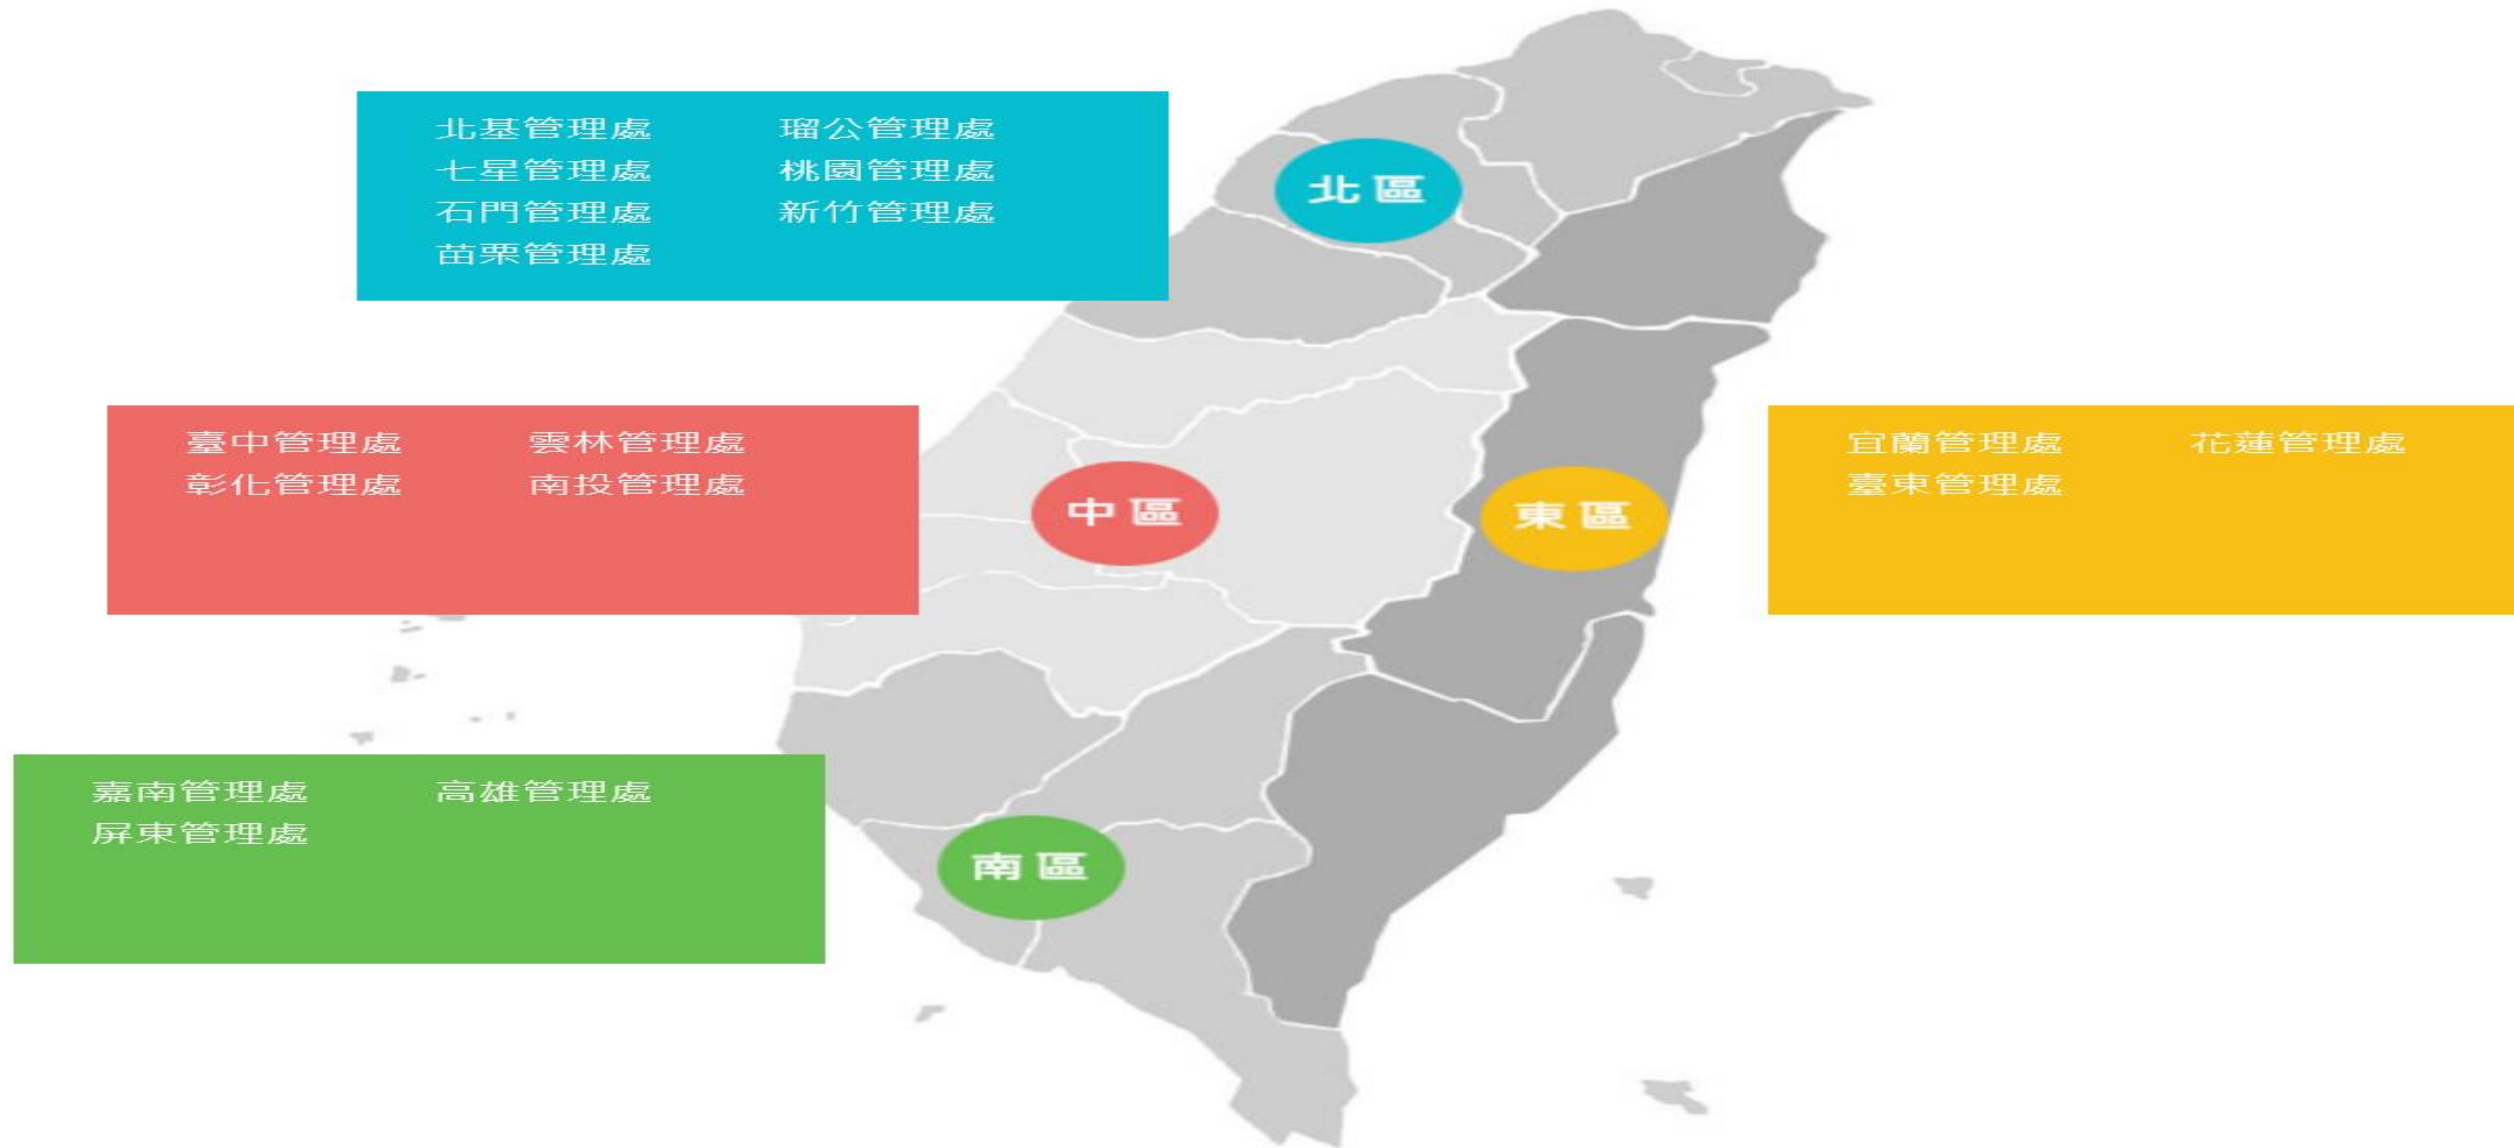 北基管理處 瑠公管理處
七星管理處 桃園管理處
石門管理處 新竹管理處
苗栗管理處
北區
臺中管理處 雲林管理處
彰化管理處 南投管理處
中區
宜蘭管理處 花蓮管理處
臺東管理處
東區
嘉南管理處 高雄管理處
屏東管理處
南區